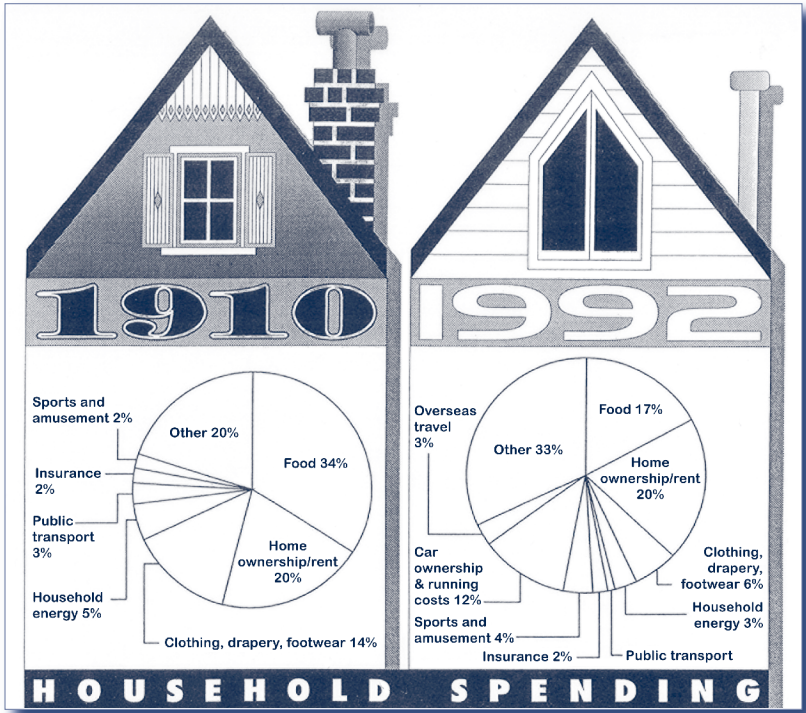 1910
Sports and
amusement 2%
Other 20%
Food 34%
Insurance
2%
Public
transport
3%
Home
ownership/rent
20%
Household
energy 5%
Clothing, drapery, footwear 14%
1992
Overseas
travel
3%
Food 17%
Other 33%
Home
ownership/rent
20%
Car
ownership
& running
costs 12%
Clothing,
drapery,
footwear 6%
Household
energy 3%
Sports and
amusement 4%
Insurance 2%
Public transport
HOUSEHOLD SPENDING